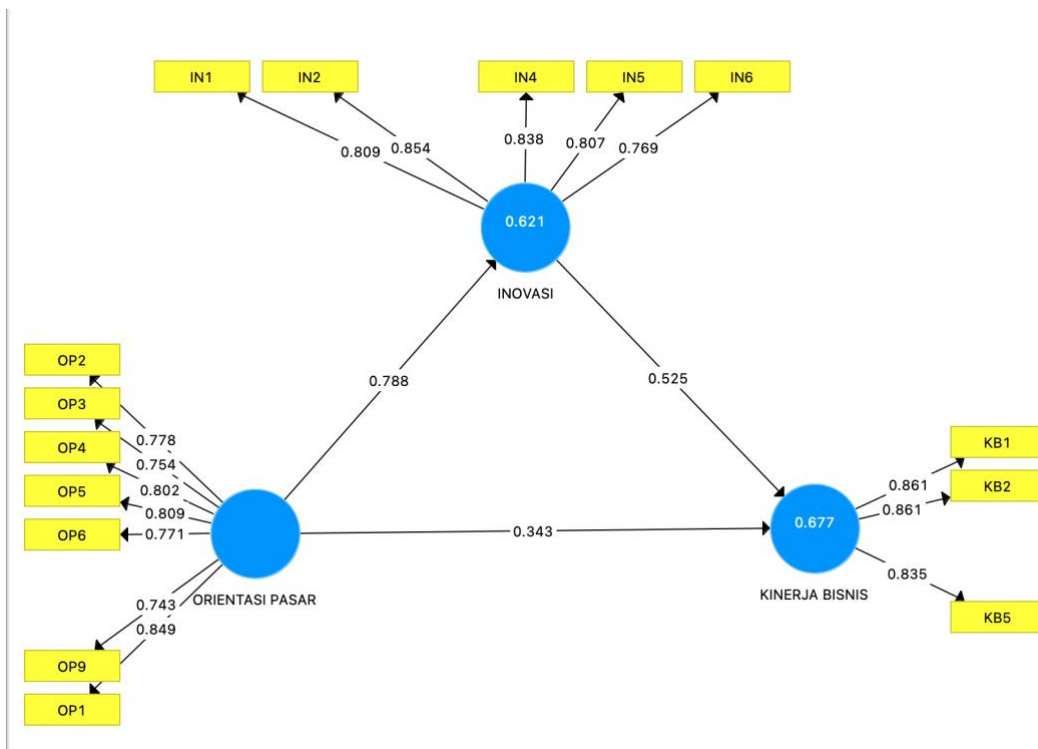 IN1
IN2
IN4
IN5
IN6
0.809
0.854
0.838
0.807
0.769
0.621
INOVASI
0.788
0.525
OP2
OP3
OP4
OP5
OP6
0.778
0.754
0.802
0.809
0.771
0.743
0.849
ORIENTASI PASAR
OP9
OP1
0.343
0.677
KINERJA BISNIS
0.861
0.861
0.835
KB1
KB2
KB5